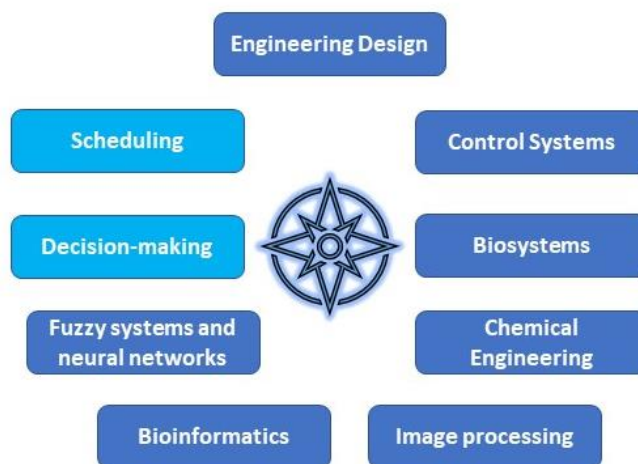 Engineering Design
Scheduling
Control Systems
Decision-making
Biosystems
Fuzzy systems and
neural networks
Chemical
Engineering
Bioinformatics
Image processing